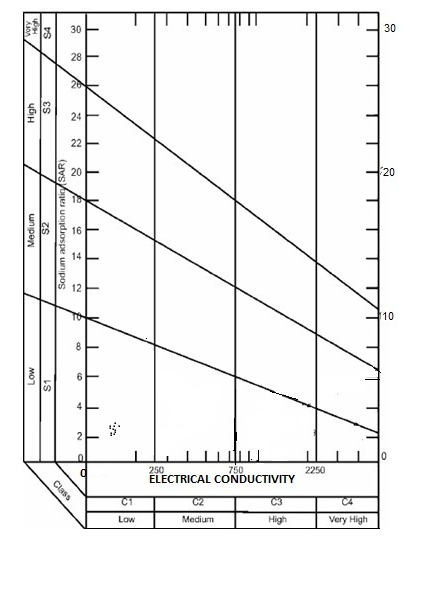 Very High
S4
High
S3
Medium
S2
Low
S1
Class
Sodium adsorption ratio (SAR)
30
28
26
24
22
20
18
16
14
12
10
8
6
4
2
0
30
20
10
0
0
250
750
2250
ELECTRICAL CONDUCTIVITY
C1
C2
C3
C4
Low
Medium
High
Very High